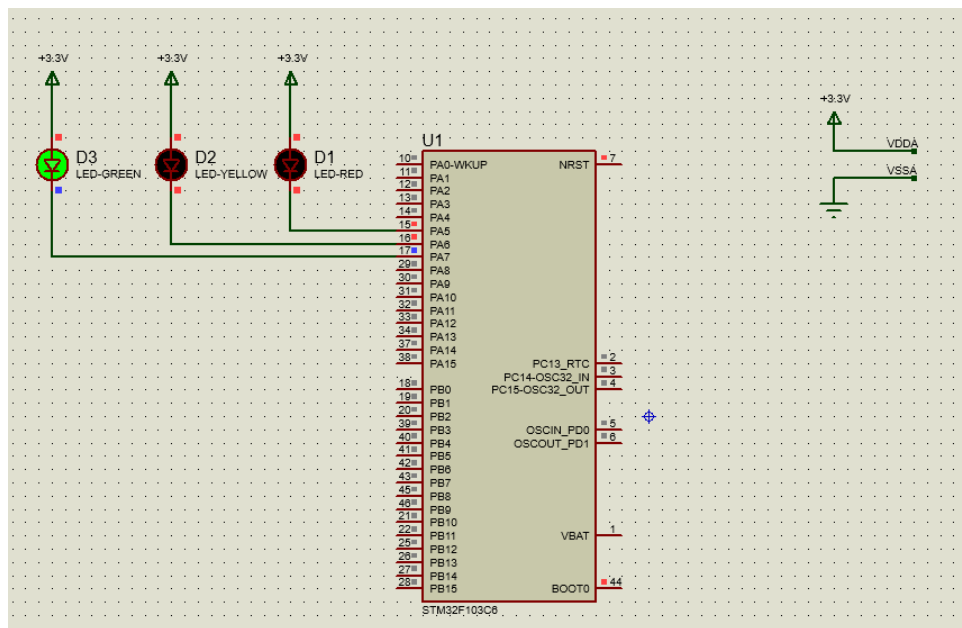 +3.3V +3.3V +3.3V
+3.3V
U1
VDDA
VSSA
D3
LED-GREEN
D2
LED-YELLOW
D1
LED-RED
10 PA0-WKUP
11 PA1
12 PA2
13 PA3
14 PA4
15 PA5
16 PA6
17 PA7
29 PA8
30 PA9
31 PA10
32 PA11
33 PA12
34 PA13
37 PA14
38 PA15
18 PB0
19 PB1
20 PB2
39 PB3
40 PB4
41 PB5
42 PB6
43 PB7
45 PB8
46 PB9
21 PB10
22 PB11
25 PB12
26 PB13
27 PB14
28 PB15
NRST 7
PC13_RTC 2
PC14-OSC32_IN 3
PC15-OSC32_OUT 4
OSCIN_PD0 5
OSCOUT_PD1 6
VBAT 1
BOOT0 44
STM32F103C6